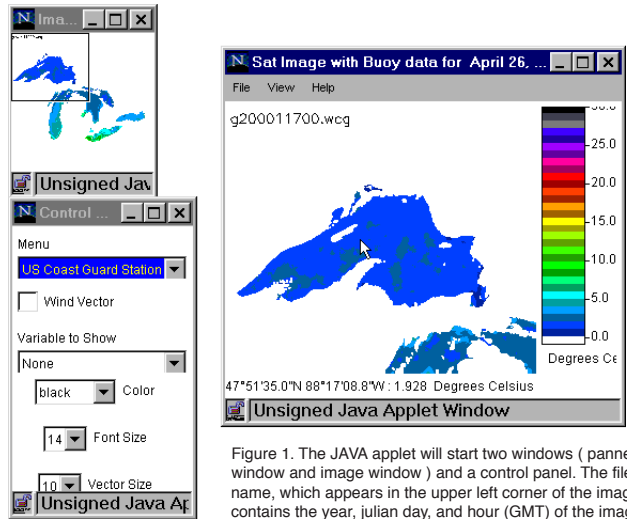 Ima...
Unsigned Jav
Control ...
Menu
US Coast Guard Station
Wind Vector
Variable to Show
None
black Color
14 Font Size
10 Vector Size
Unsigned Java Ap
Sat Image with Buoy data for April 26, ...
File View Help
g200011700.wcg
30.0
25.0
20.0
15.0
10.0
5.0
0.0
Degrees Ce
47°51'35.0"N 88°17'08.8"W : 1.928 Degrees Celsius
Unsigned Java Applet Window
Figure 1. The JAVA applet will start two windows ( panne
window and image window ) and a control panel. The file
name, which appears in the upper left corner of the imag
contains the year, julian day, and hour (GMT) of the imag